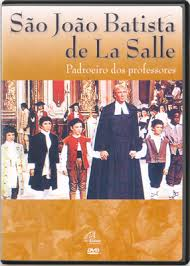 São João Batista
de La Salle
Padroeiro dos professores
DVD